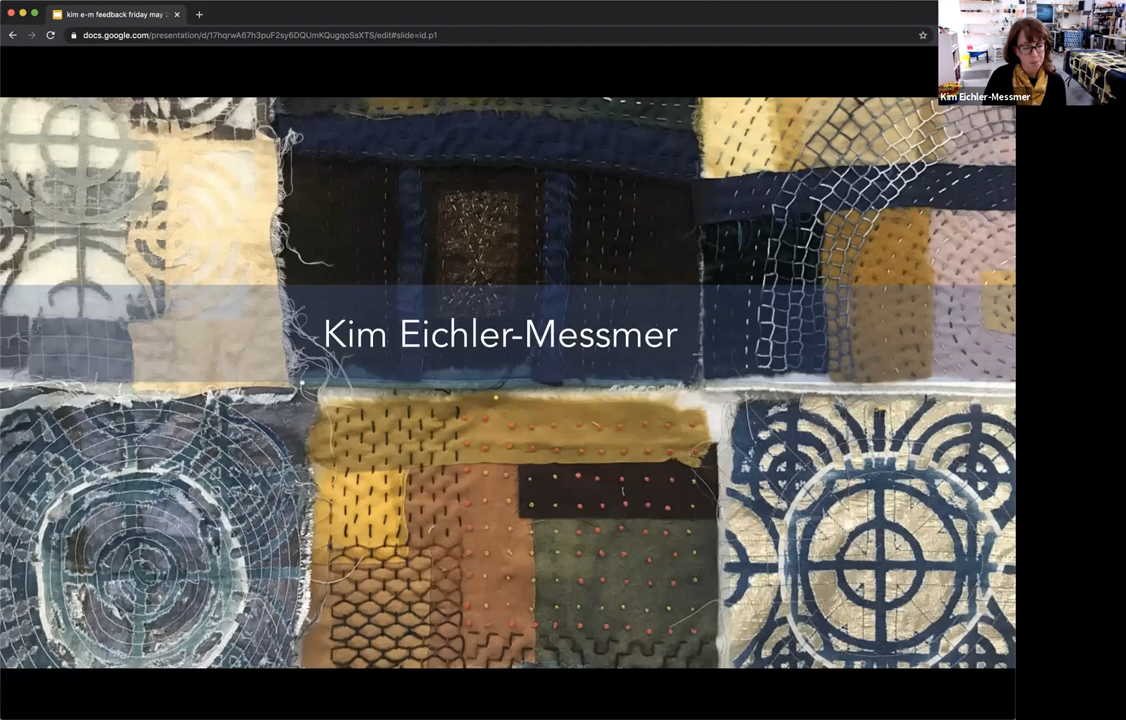 kim e-m feedback friday may 2
docs.google.com/presentation/d/17hqrwA67h3puF2sy6DQUmKQugqoSsXTS/edit#slide=id.p1
Kim Eichler-Messmer
Kim Eichler-Messmer